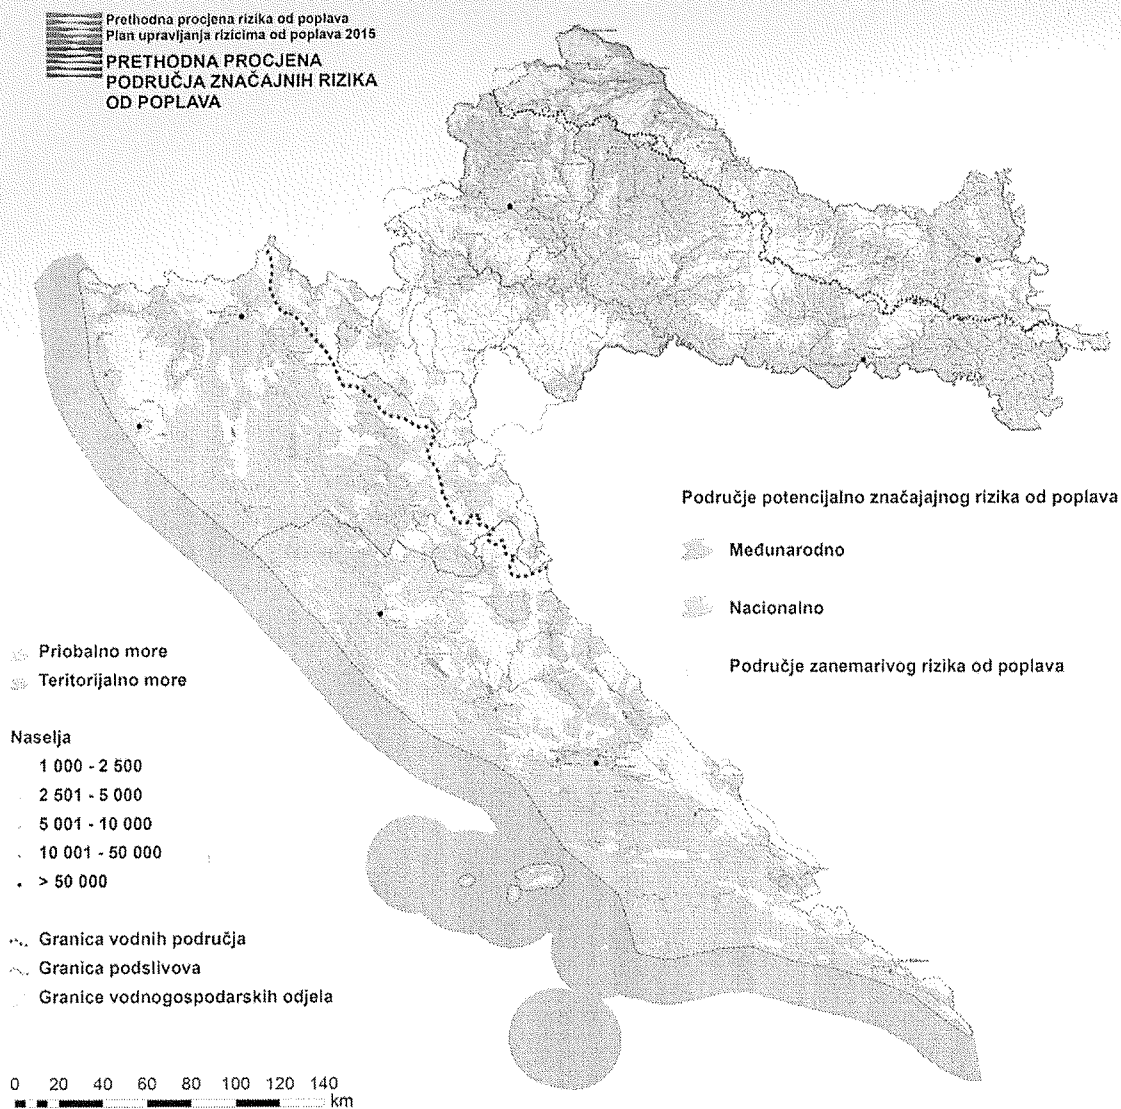 Prethodna procjena rizika od poplava
Plan upravljanja rizicima od poplava 2015
PRETHODNA PROCJENA
PODRUČJA ZNAČAJNIH RIZIKA
OD POPLAVA
Područje potencijalno značajajnog rizika od poplava
Međunarodno
Nacionalno
Područje zanemarivog rizika od poplava
Priobalno more
Teritorijalno more
Naselja
1 000 - 2 500
2 501 - 5 000
5 001 - 10 000
10 001 - 50 000
> 50 000
Granica vodnih područja
Granica podslivova
Granice vodnogospodarskih odjela
0 20 40 60 80 100 120 140
km